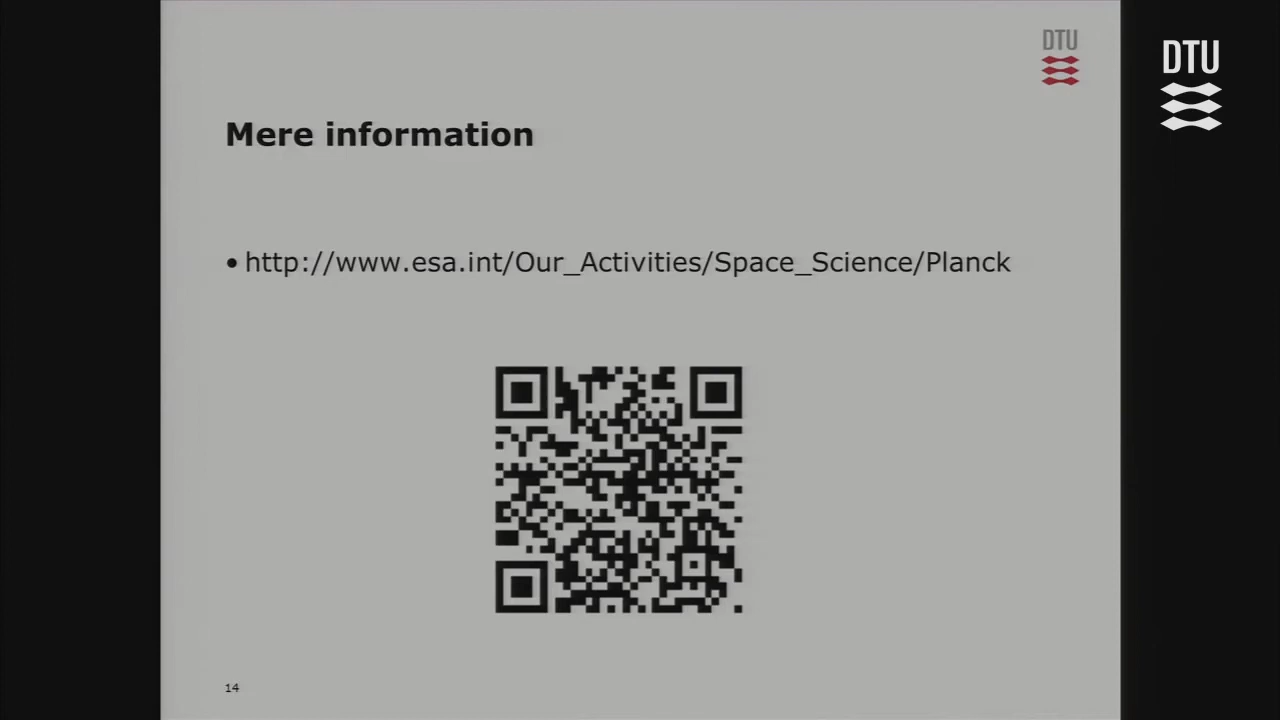 DTU
DTU
Mere information
• http://www.esa.int/Our_Activities/Space_Science/Planck
14